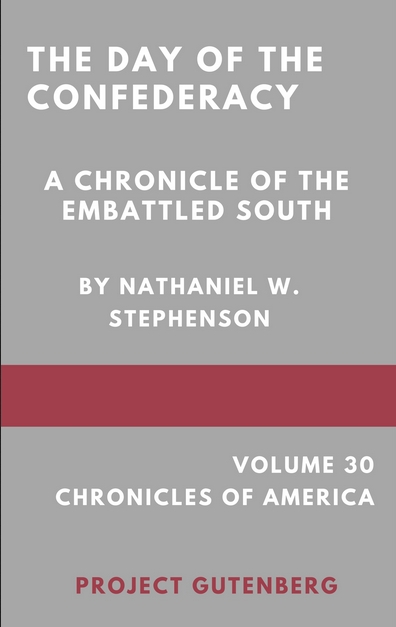 THE DAY OF THE
CONFEDERACY
A CHRONICLE OF THE
EMBATTLED SOUTH
BY NATHANIEL W.
STEPHENSON
VOLUME 30
CHRONICLES OF AMERICA
PROJECT GUTENBERG